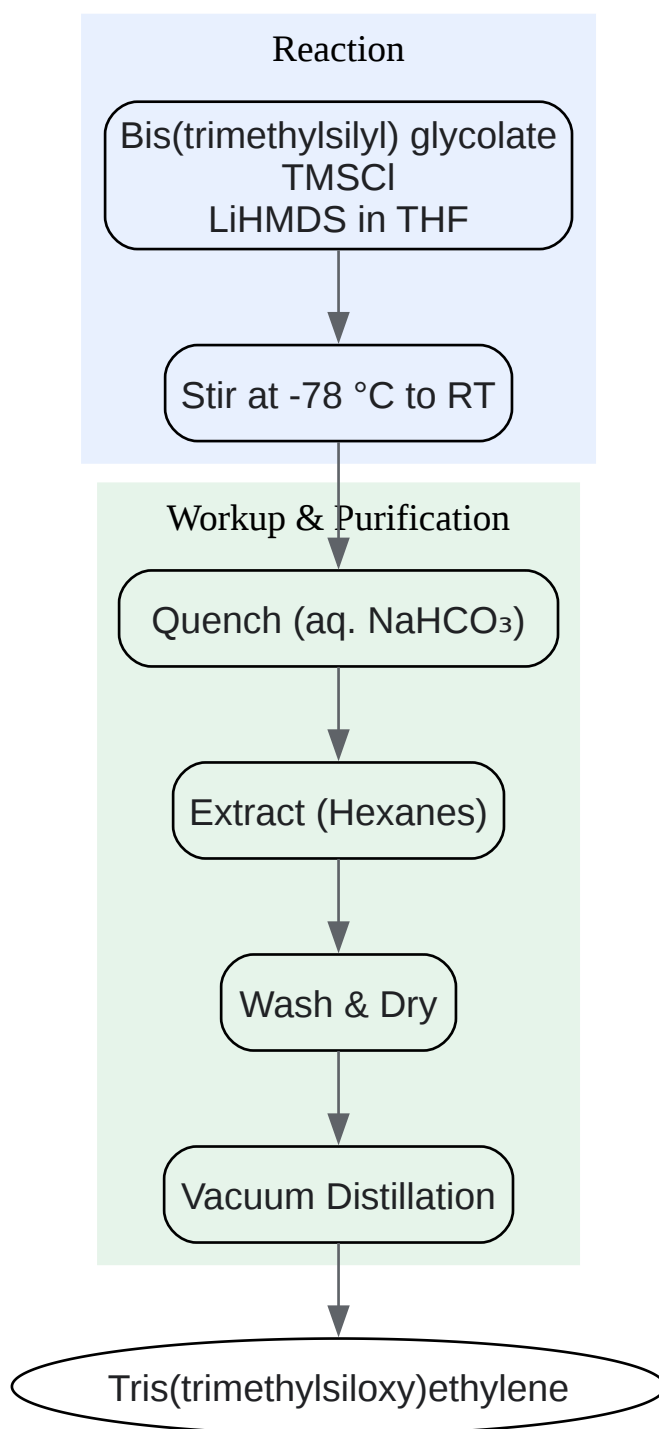 Reaction
Bis(trimethylsilyl) glycolate
TMSCl
LiHMDS in THF
Stir at -78 °C to RT
Workup & Purification
Quench (aq. NaHCO₃)
Extract (Hexanes)
Wash & Dry
Vacuum Distillation
Tris(trimethylsiloxy)ethylene